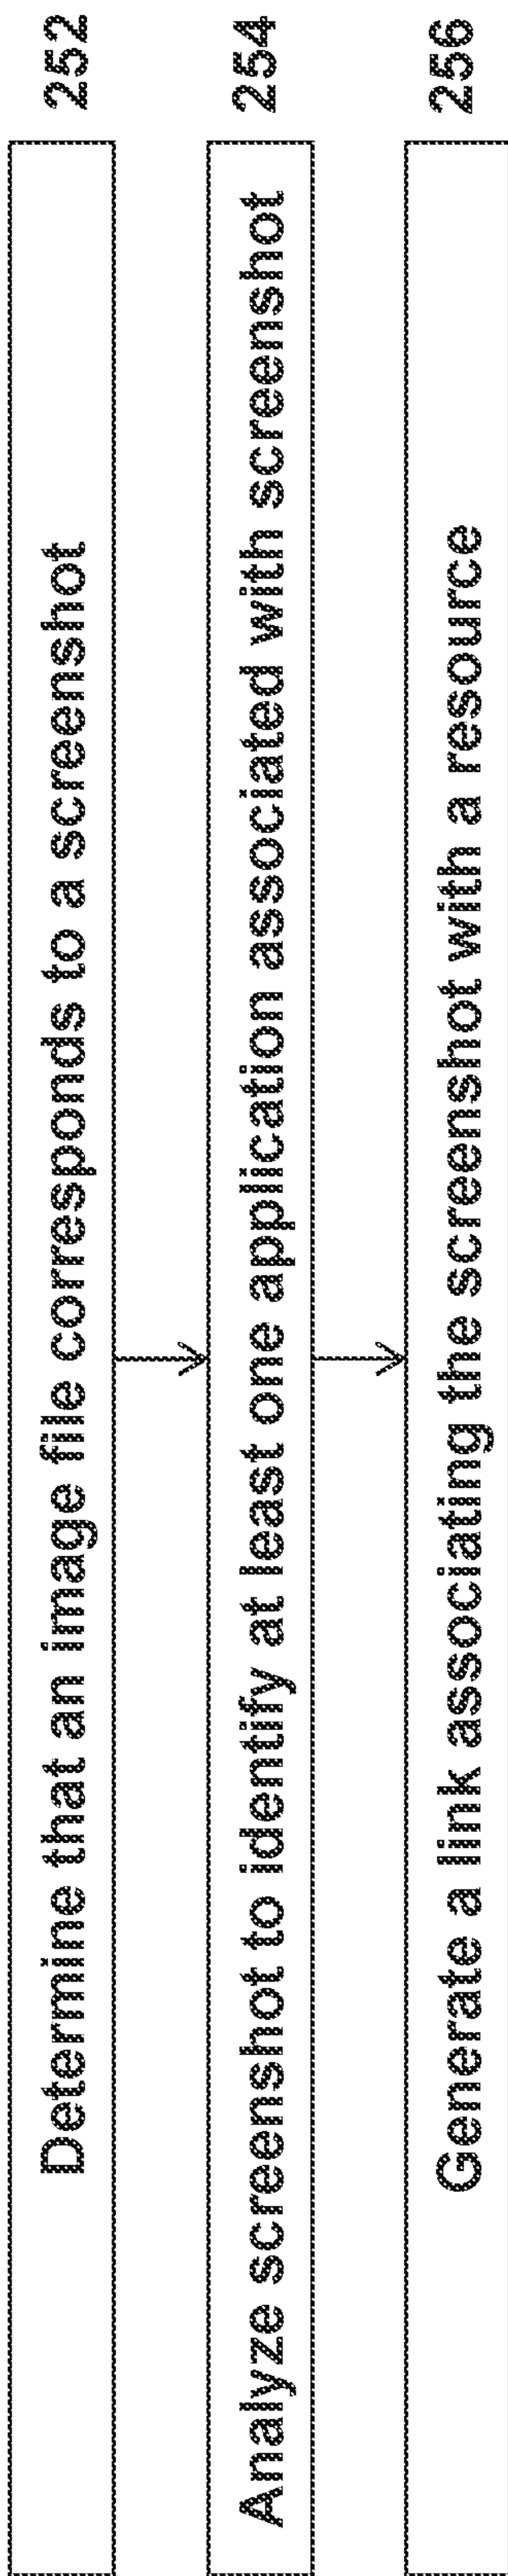 Determine that an image file corresponds to a screenshot 252
Analyze screenshot to identify at least one application associated with screenshot 254
Generate a link associating the screenshot with a resource 256